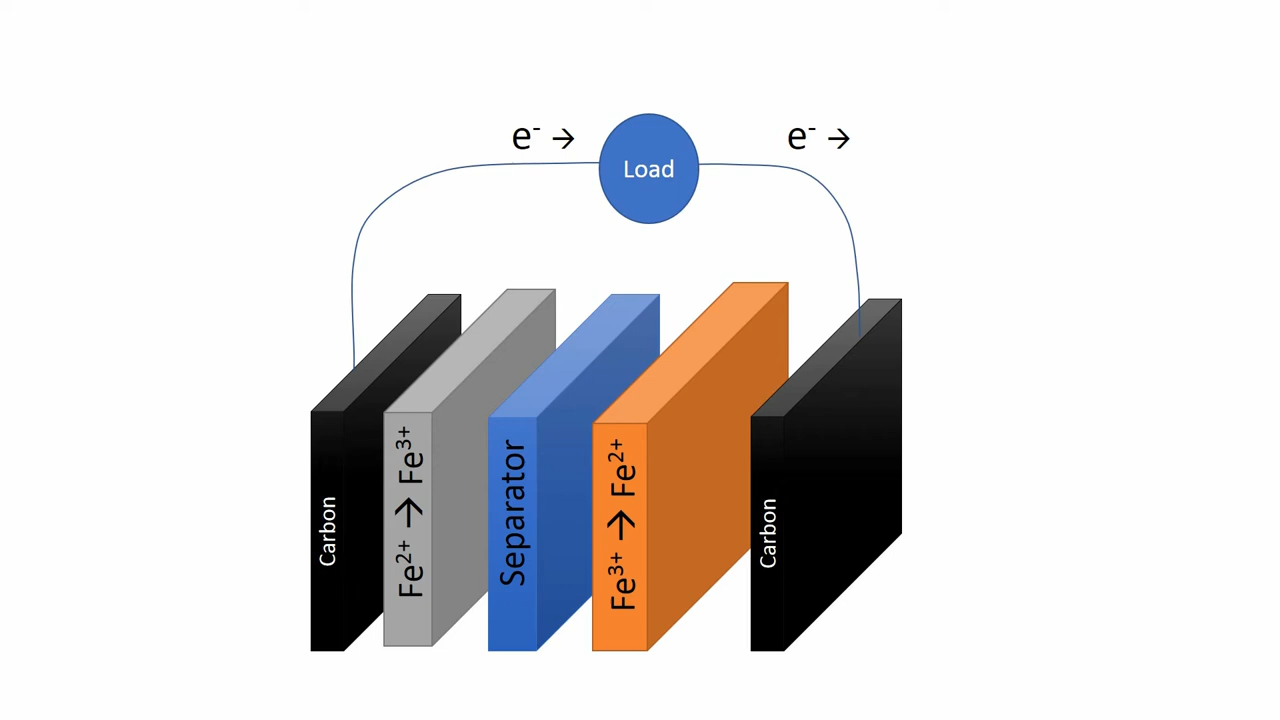 e⁻ →
Load
e⁻ →
Carbon
Fe²⁺ → Fe³⁺
Separator
Fe³⁺ → Fe²⁺
Carbon